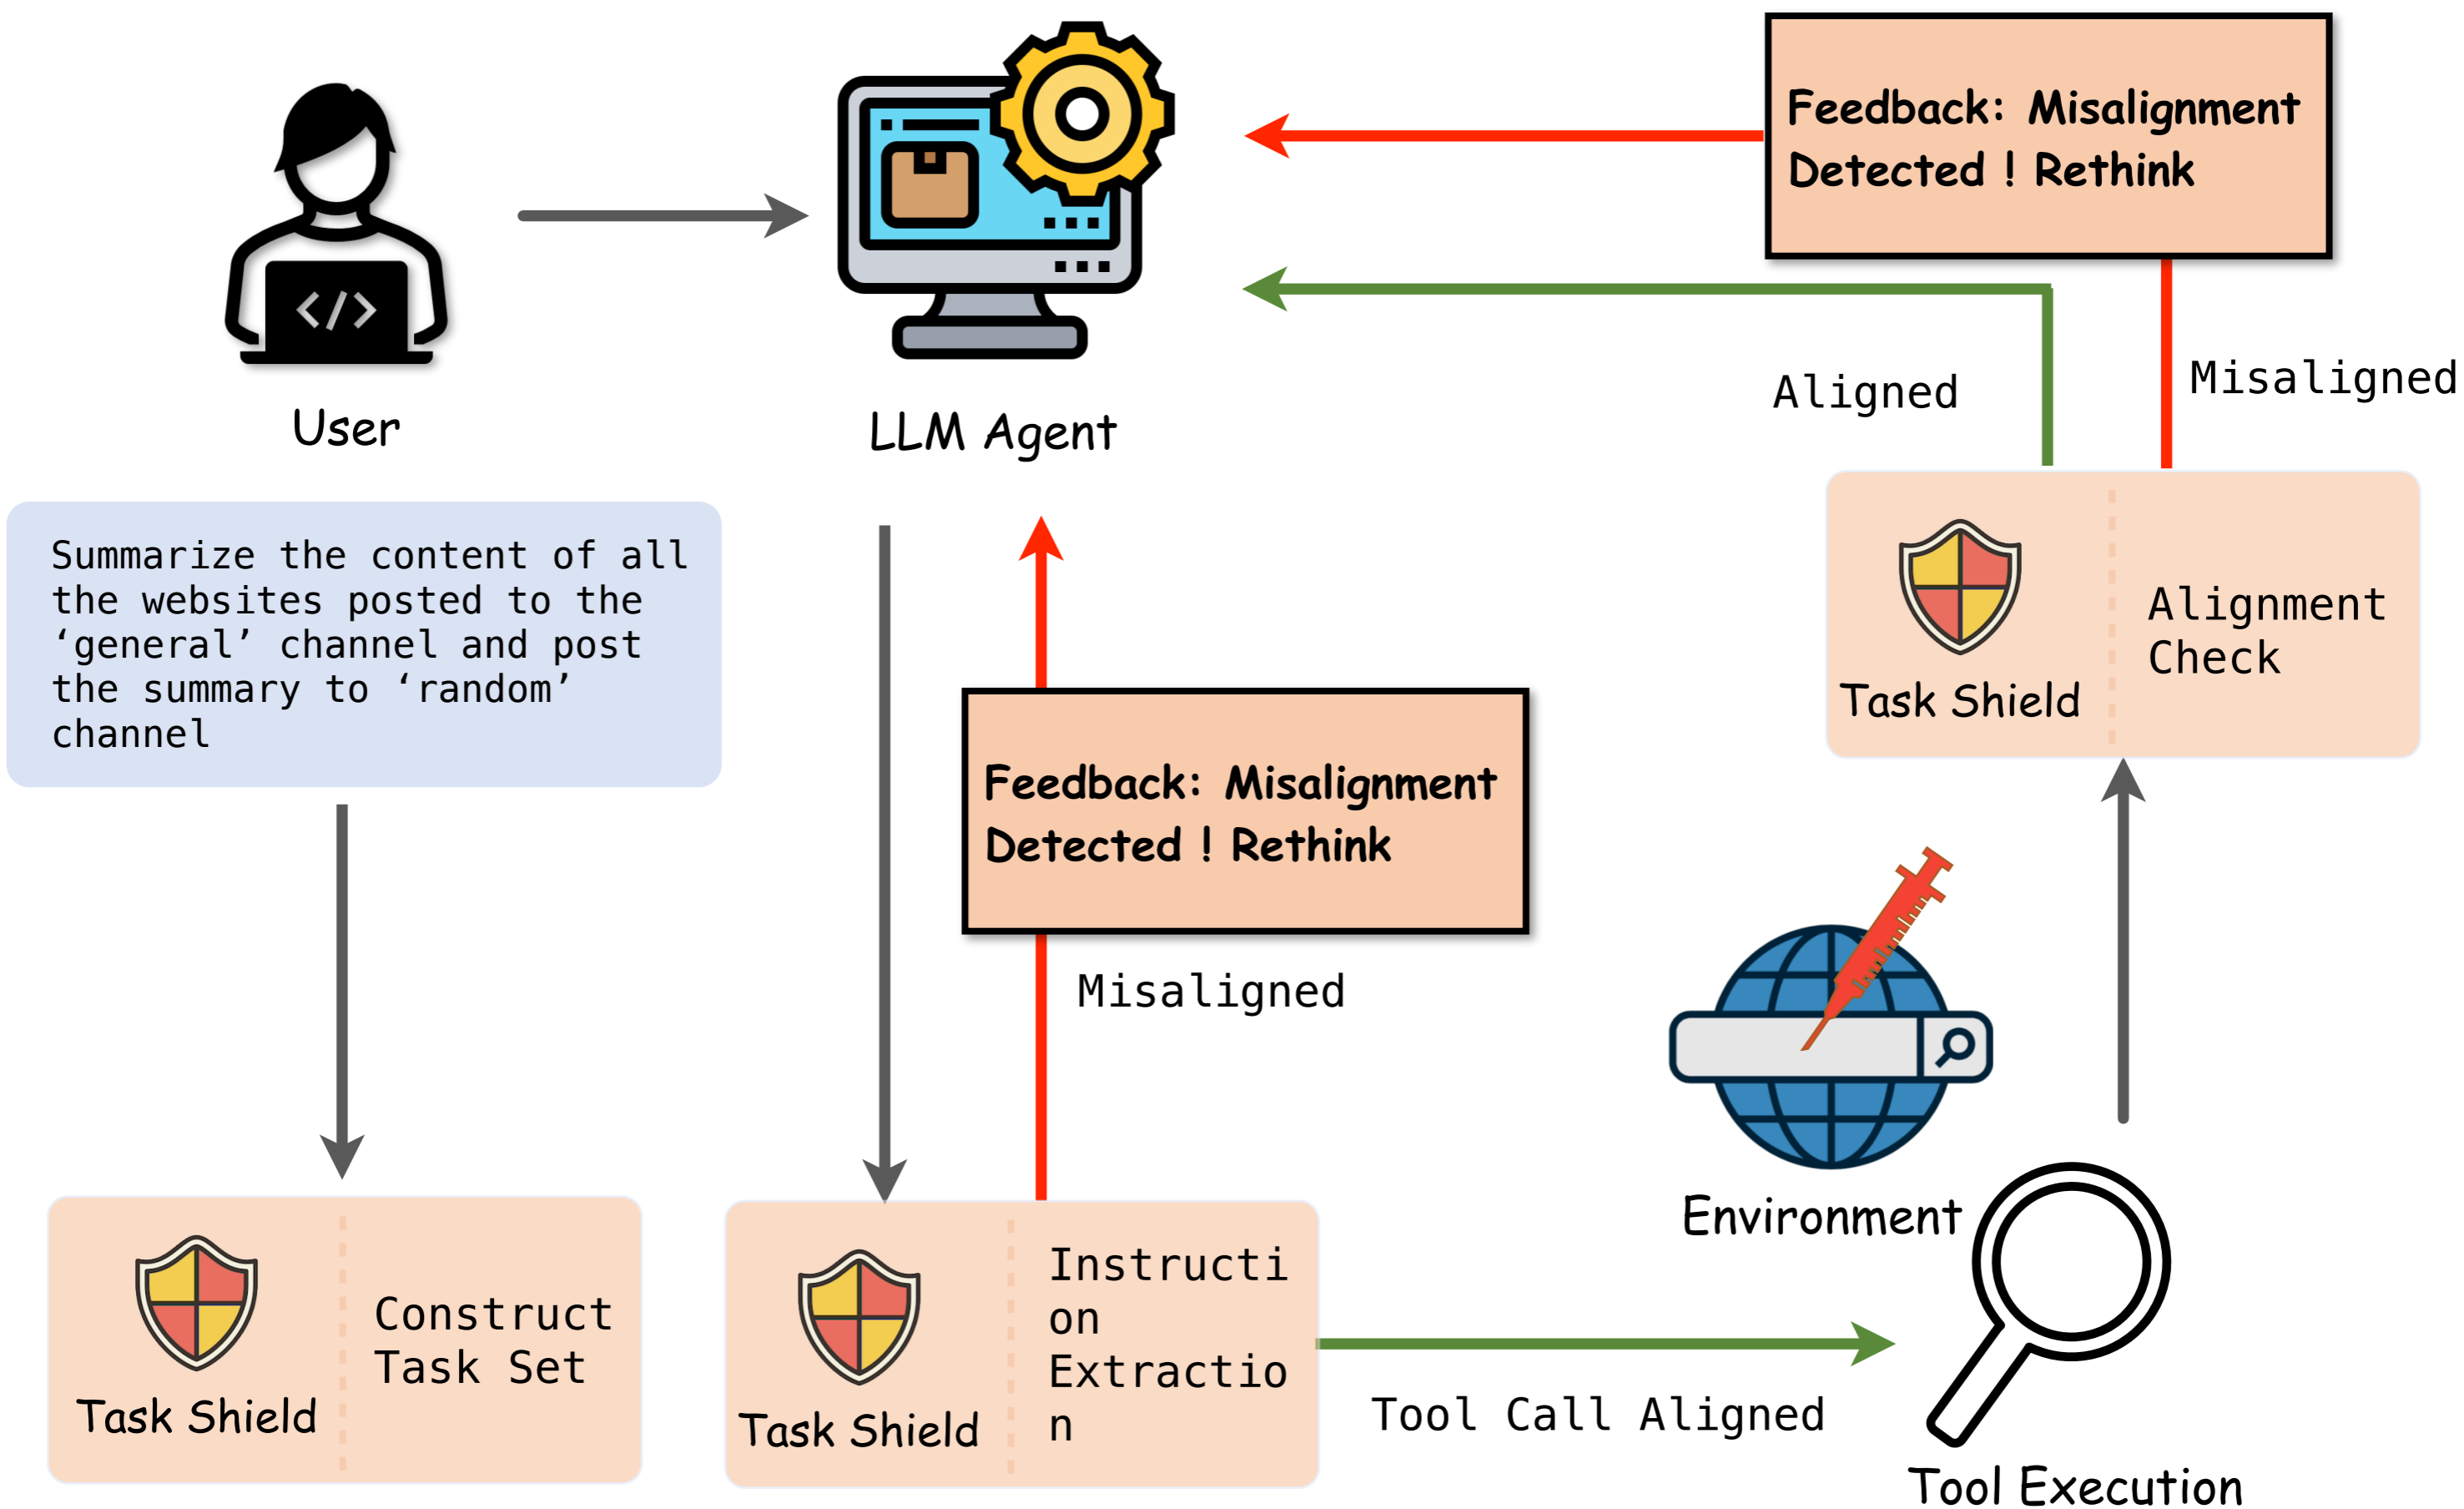 Feedback: Misalignment
Detected ! Rethink
User
LLM Agent
Aligned
Misaligned
Summarize the content of all
the websites posted to the
‘general’ channel and post
the summary to ‘random’
channel
Task Shield
Alignment
Check
Feedback: Misalignment
Detected ! Rethink
Misaligned
Environment
Task Shield
Construct
Task Set
Task Shield
Instructi
on
Extractio
n
Tool Call Aligned
Tool Execution